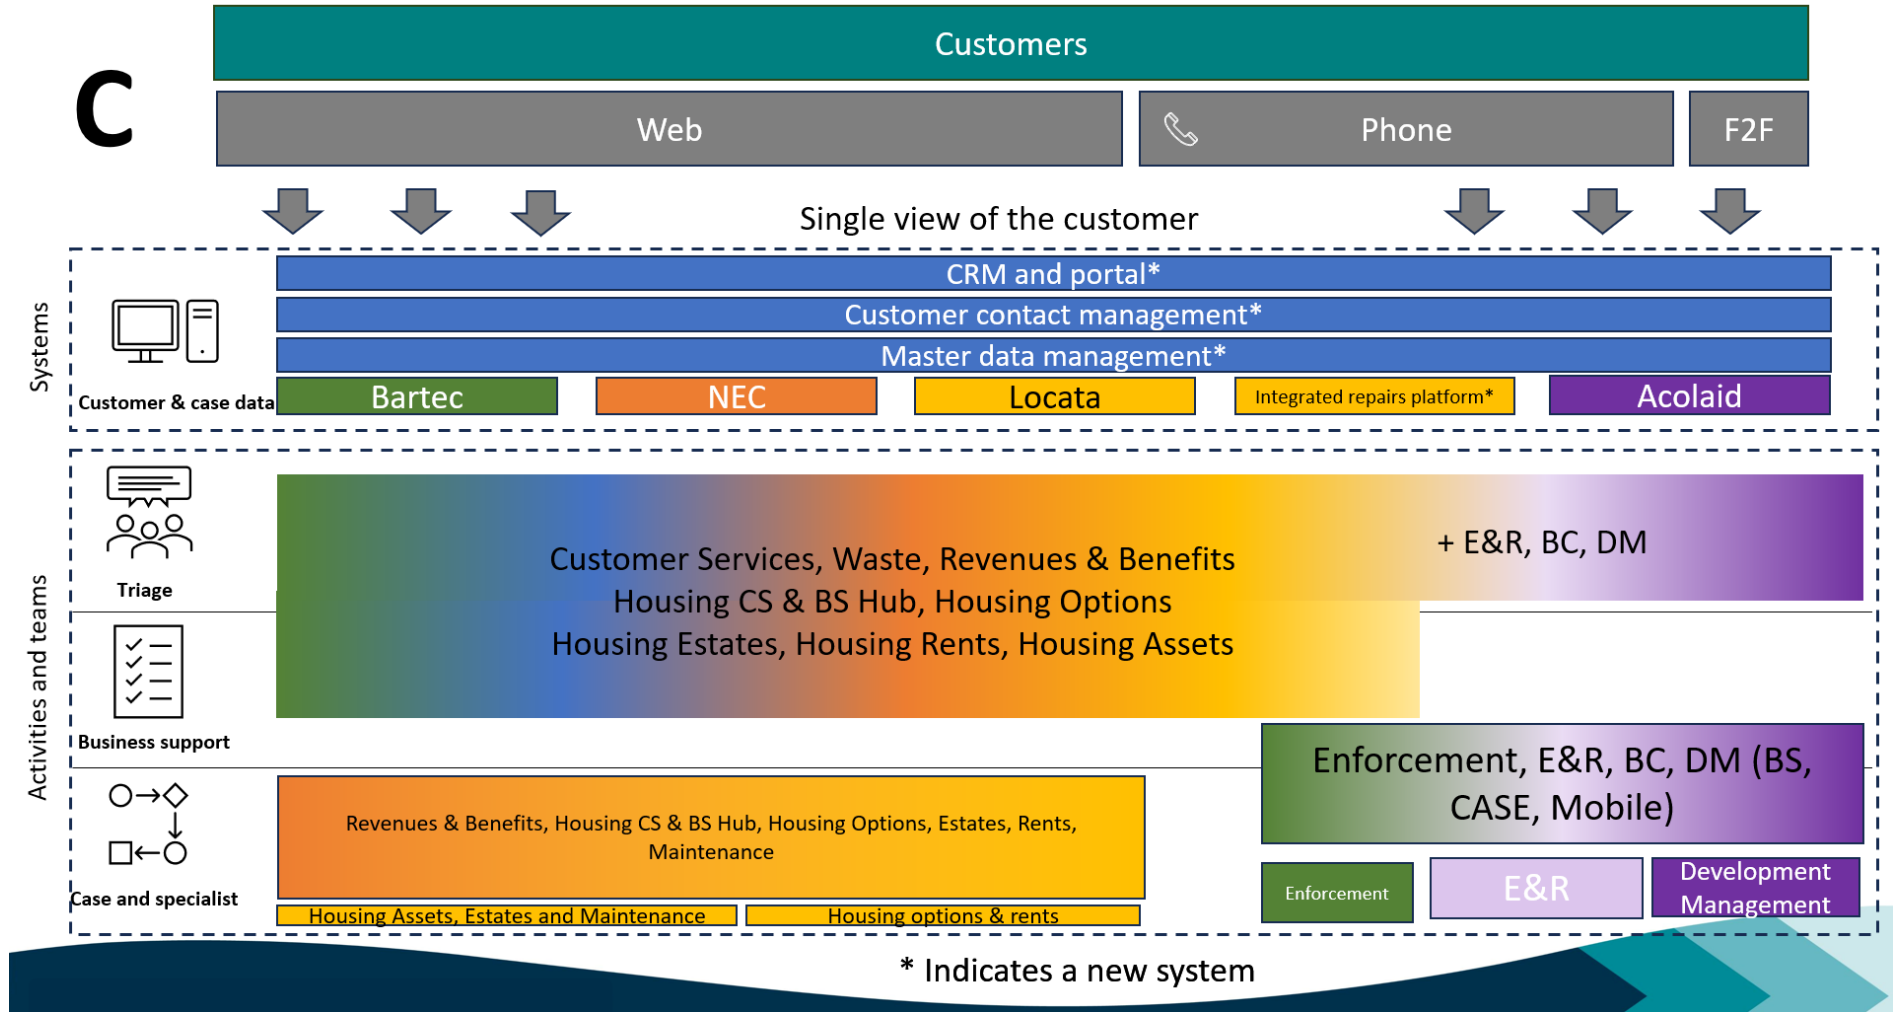 Customers
C
Web
Phone
F2F
Single view of the customer
Systems
CRM and portal*
Customer contact management*
Master data management*
Customer & case data
Bartec
NEC
Locata
Integrated repairs platform*
Acolaid
Activities and teams
Triage
Customer Services, Waste, Revenues & Benefits
Housing CS & BS Hub, Housing Options
Housing Estates, Housing Rents, Housing Assets
+ E&R, BC, DM
Business support
Enforcement, E&R, BC, DM (BS,
CASE, Mobile)
Case and specialist
Revenues & Benefits, Housing CS & BS Hub, Housing Options, Estates, Rents,
Maintenance
Housing Assets, Estates and Maintenance
Housing options & rents
Enforcement
E&R
Development
Management
* Indicates a new system